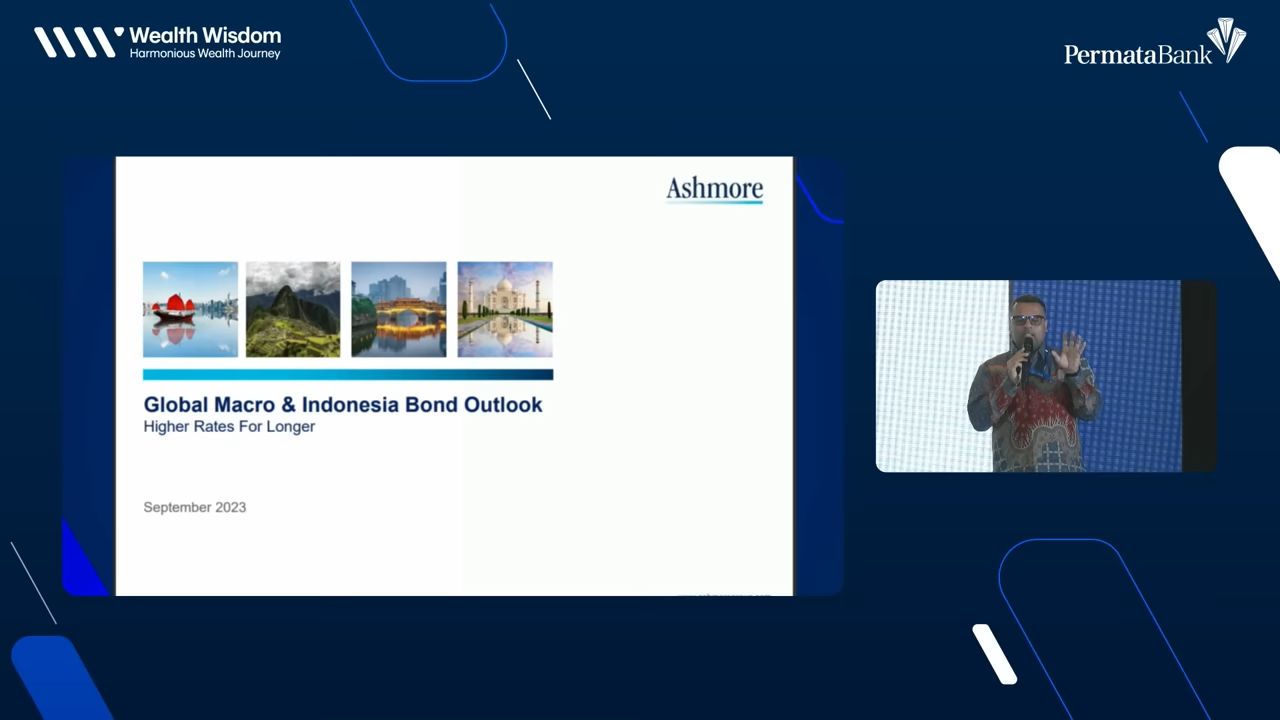 Wealth Wisdom
Harmonious Wealth Journey
PermataBank
Ashmore
Global Macro & Indonesia Bond Outlook
Higher Rates For Longer
September 2023